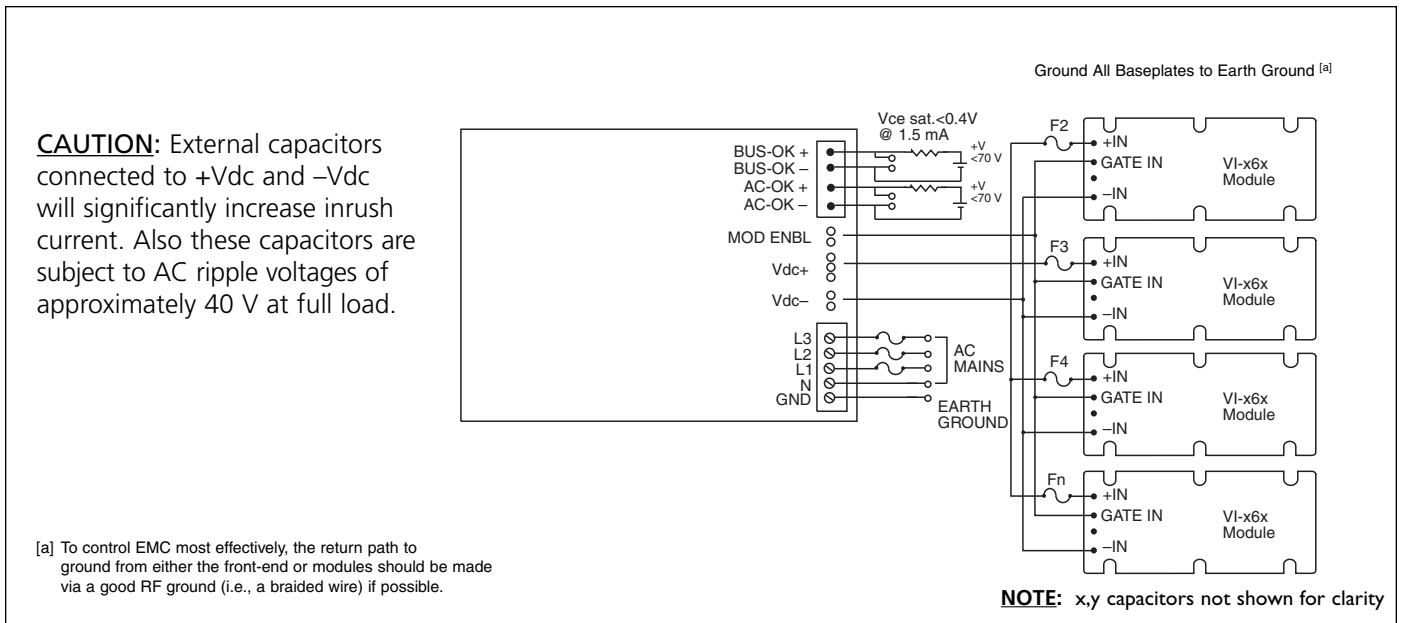 Ground All Baseplates to Earth Ground [a]
CAUTION: External capacitors
connected to +Vdc and –Vdc
will significantly increase inrush
current. Also these capacitors are
subject to AC ripple voltages of
approximately 40 V at full load.
Vce sat.<0.4V
@ 1.5 mA
BUS-OK +
BUS-OK –
AC-OK +
AC-OK –
+V
<70 V
+V
<70 V
MOD ENBL
Vdc+
Vdc–
L3
L2
L1
N
GND
AC
MAINS
EARTH
GROUND
F2
+IN
GATE IN
–IN
VI-x6x
Module
F3
+IN
GATE IN
–IN
VI-x6x
Module
F4
+IN
GATE IN
–IN
VI-x6x
Module
Fn
+IN
GATE IN
–IN
VI-x6x
Module
[a] To control EMC most effectively, the return path to
ground from either the front-end or modules should be made
via a good RF ground (i.e., a braided wire) if possible.
NOTE: x,y capacitors not shown for clarity